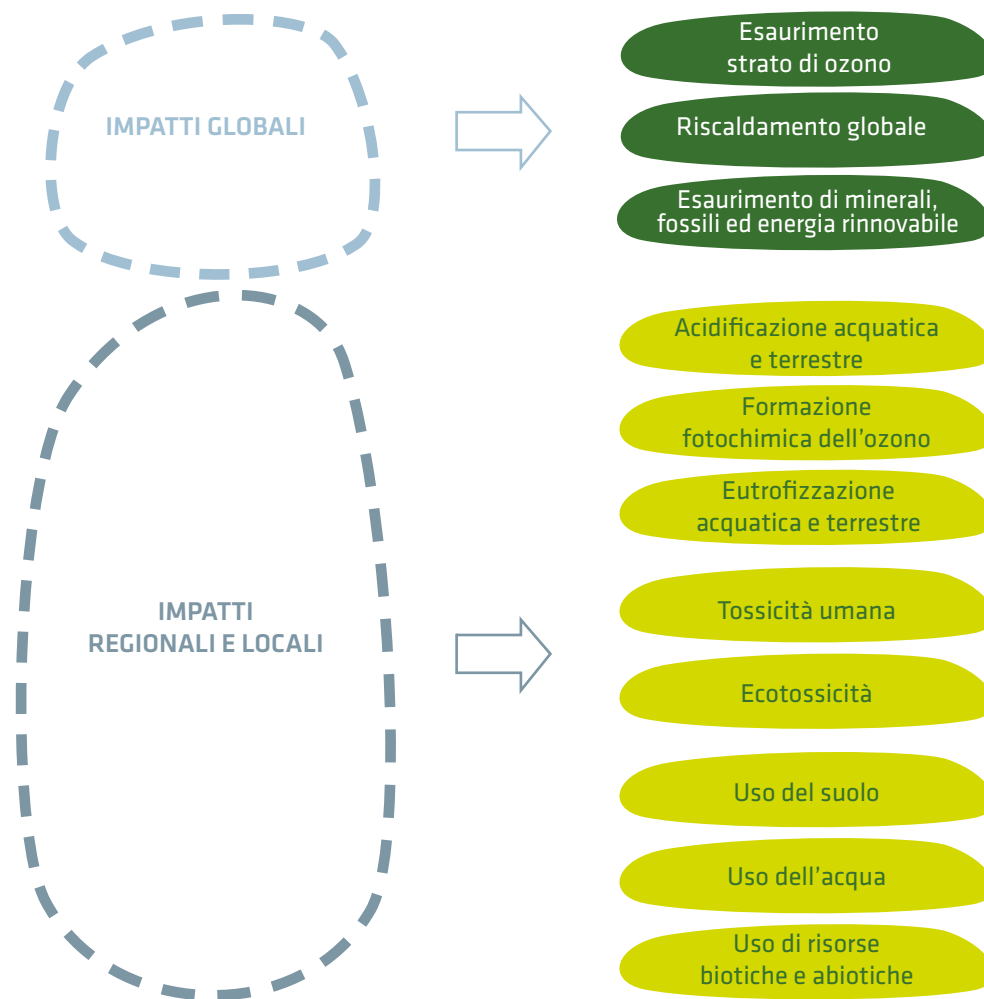 IMPATTI GLOBALI
Esaurimento
strato di ozono
Riscaldamento globale
Esaurimento di minerali,
fossili ed energia rinnovabile
IMPATTI
REGIONALI E LOCALI
Acidificazione acquatica
e terrestre
Formazione
fotochimica dell'ozono
Eutrofizzazione
acquatica e terrestre
Tossicità umana
Ecotossicità
Uso del suolo
Uso dell'acqua
Uso di risorse
biotiche e abiotiche